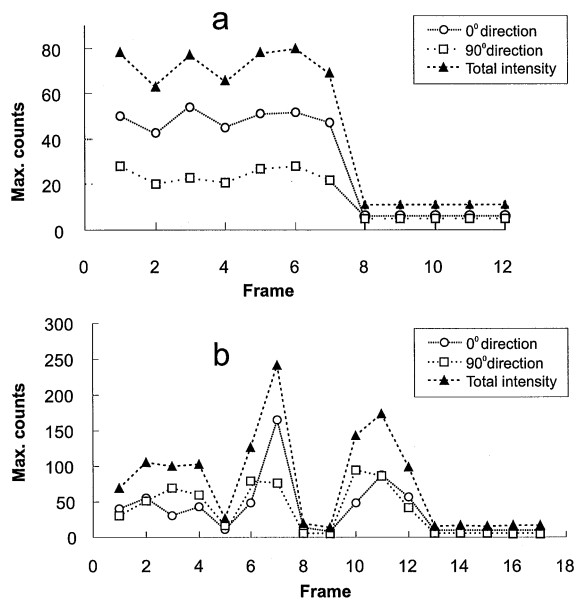 a
0⁰ direction
90⁰direction
Total intensity
80
60
40
20
0
Max. counts
0 2 4 6 8 10 12
Frame
b
0⁰ direction
90⁰direction
Total intensity
300
250
200
150
100
50
0
Max. counts
0 2 4 6 8 10 12 14 16 18
Frame